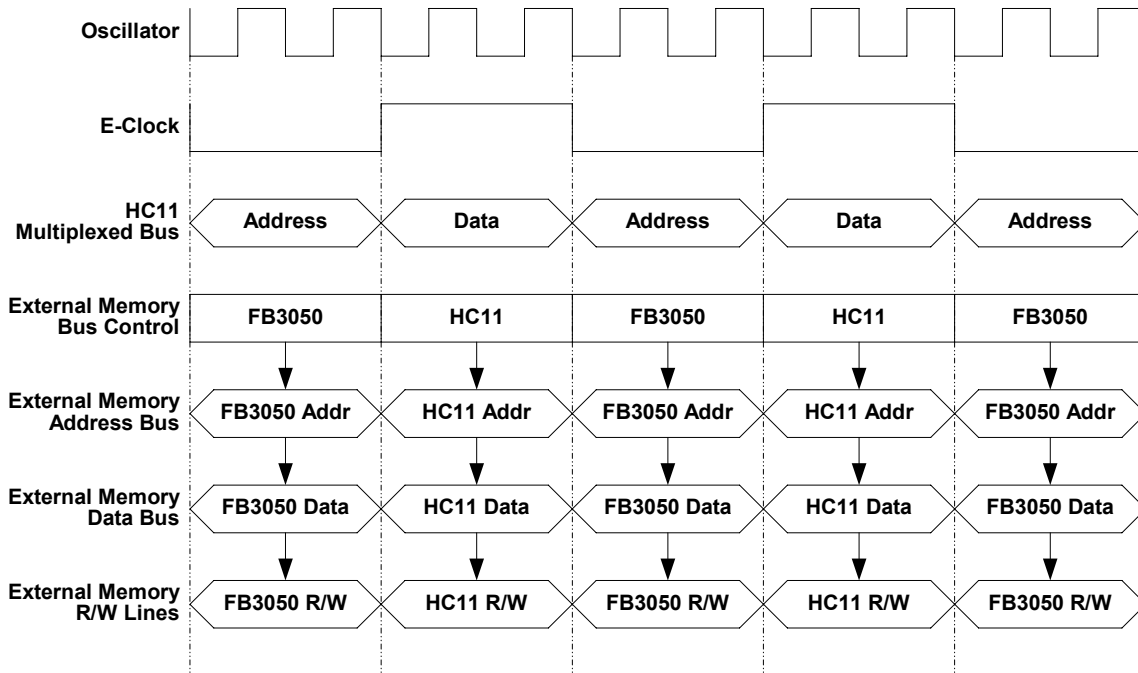 Oscillator
E-Clock
HC11
Multiplexed Bus
Address
Data
Address
Data
Address
External Memory
Bus Control
FB3050
HC11
FB3050
HC11
FB3050
External Memory
Address Bus
FB3050 Addr
HC11 Addr
FB3050 Addr
HC11 Addr
FB3050 Addr
External Memory
Data Bus
FB3050 Data
HC11 Data
FB3050 Data
HC11 Data
FB3050 Data
External Memory
R/W Lines
FB3050 R/W
HC11 R/W
FB3050 R/W
HC11 R/W
FB3050 R/W